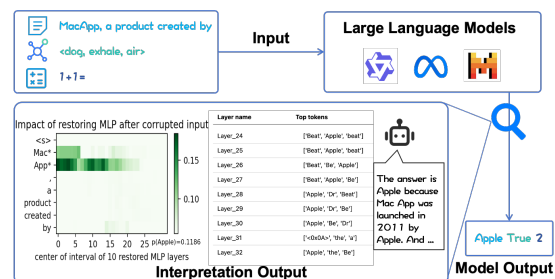 MacApp, a product created by
<dog, exhale, air>
1+1=
Input
Large Language Models
Impact of restoring MLP after corrupted input
<s>
Mac*
App*
,
a
product
created
by
0 5 10 15 20 25
center of interval of 10 restored MLP layers
0.15
0.10
p(Apple)=0.1186
Layer name Top tokens
Layer_24 ['Beat', 'Apple', 'beat']
Layer_25 ['Beat', 'Apple', 'beat']
Layer_26 ['Beat', 'Be', 'Apple']
Layer_27 ['Beat', 'Apple', 'Be']
Layer_28 ['Apple', 'Dr', 'Beat']
Layer_29 ['Apple', 'Dr', 'Be']
Layer_30 ['Apple', 'Be', 'Dr']
Layer_31 ['<0x0A>', 'the', 'a']
Layer_32 ['Apple', 'the', 'Be']
The answer is
Apple because
Mac App was
launched in
2011 by
Apple. And ...
Interpretation Output
Apple True 2
Model Output